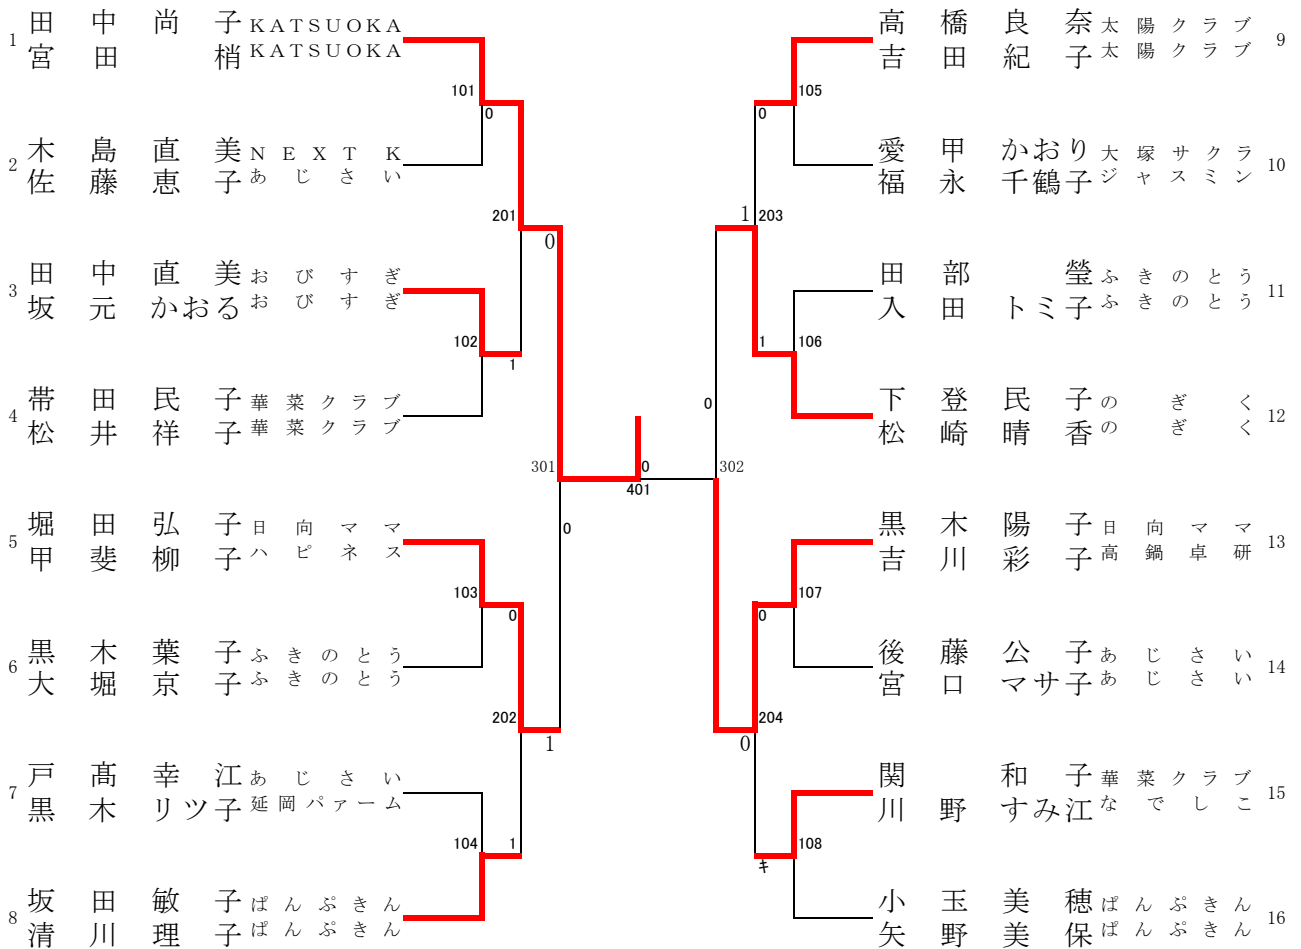 1 田中尚子 KATSUOKA
宮田梢 KATSUOKA
101
0
2 木島直美 NEXT K
佐藤恵子 あじさい
201
0
3 田中直美 おびすぎ
坂元かおる おびすぎ
102
1
4 帯田民子 華菜クラブ
松井祥子 華菜クラブ
301
0
5 堀田弘子 日向ママ
甲斐柳子 ハピネス
103
0
6 黒木葉子 ふきのとう
大堀京子 ふきのとう
202
1
7 戸髙幸江 あじさい
黒木リツ子 延岡パァーム
104
1
8 坂田敏子 ぱんぷきん
清川理子 ぱんぷきん
0
401
高橋良奈 太陽クラブ 9
吉田紀子 太陽クラブ
105
0
愛甲かおり 大塚サクラ 10
福永千鶴子 ジャスミン
1
203
田部瑩 ふきのとう 11
入田トミ子 ふきのとう
1
106
下登民子 のぎく 12
松崎晴香 のぎく
0
302
黒木陽子 日向ママ 13
吉川彩子 高鍋卓研
107
0
後藤公子 あじさい 14
宮口マサ子 あじさい
204
0
関和子 華菜クラブ 15
川野すみ江 なでしこ
108
キ
小玉美穂 ぱんぷきん 16
矢野美保 ぱんぷきん